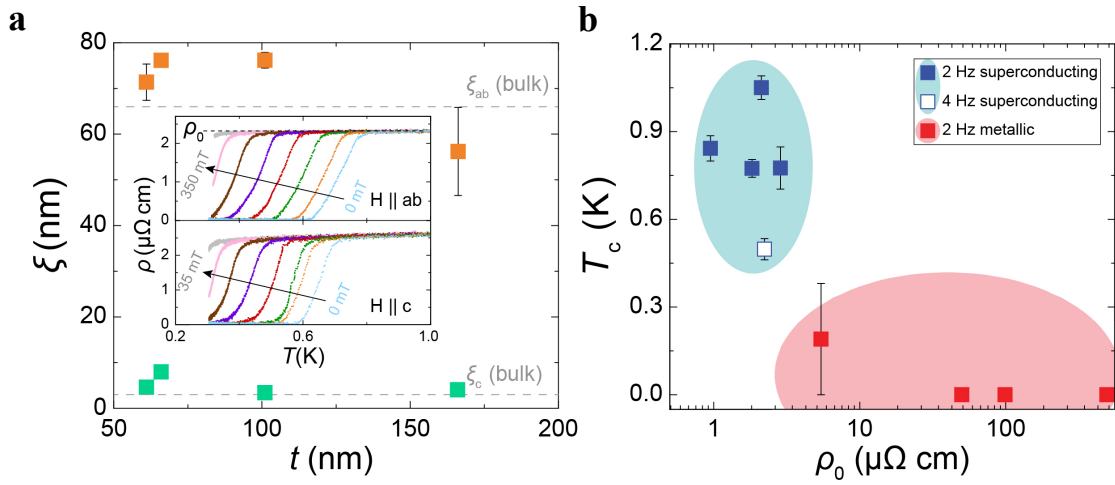 a
80
60
40
20
0
ξ (nm)
50
100
150
200
t (nm)
ξab (bulk)
ξc (bulk)
ρ0
2
0
350 mT
0 mT
H || ab
2
0
35 mT
0 mT
H || c
ρ (μΩ cm)
0.2
0.6
1.0
T(K)
b
1.2
0.9
0.6
0.3
0.0
Tc (K)
1
10
100
ρ0 (μΩ cm)
2 Hz superconducting
4 Hz superconducting
2 Hz metallic